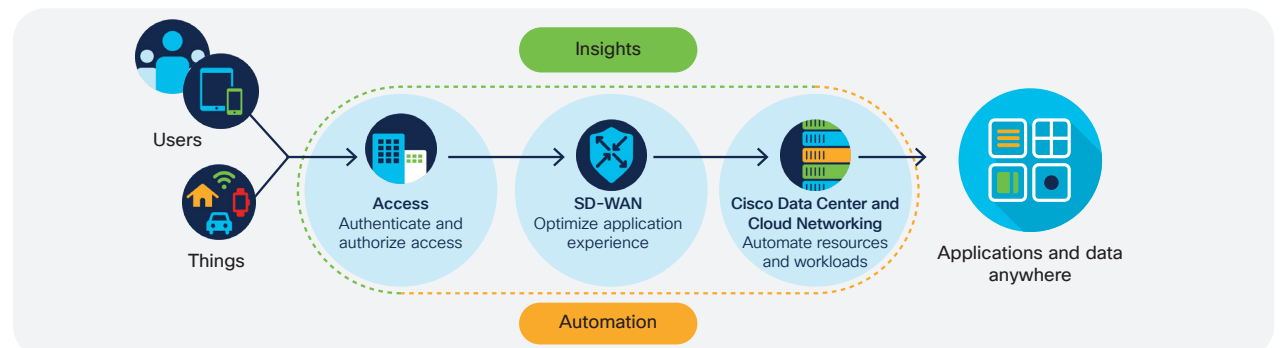 Insights
Users
Things
Access
Authenticate and
authorize access
SD-WAN
Optimize application
experience
Cisco Data Center and
Cloud Networking
Automate resources
and workloads
Applications and data
anywhere
Automation